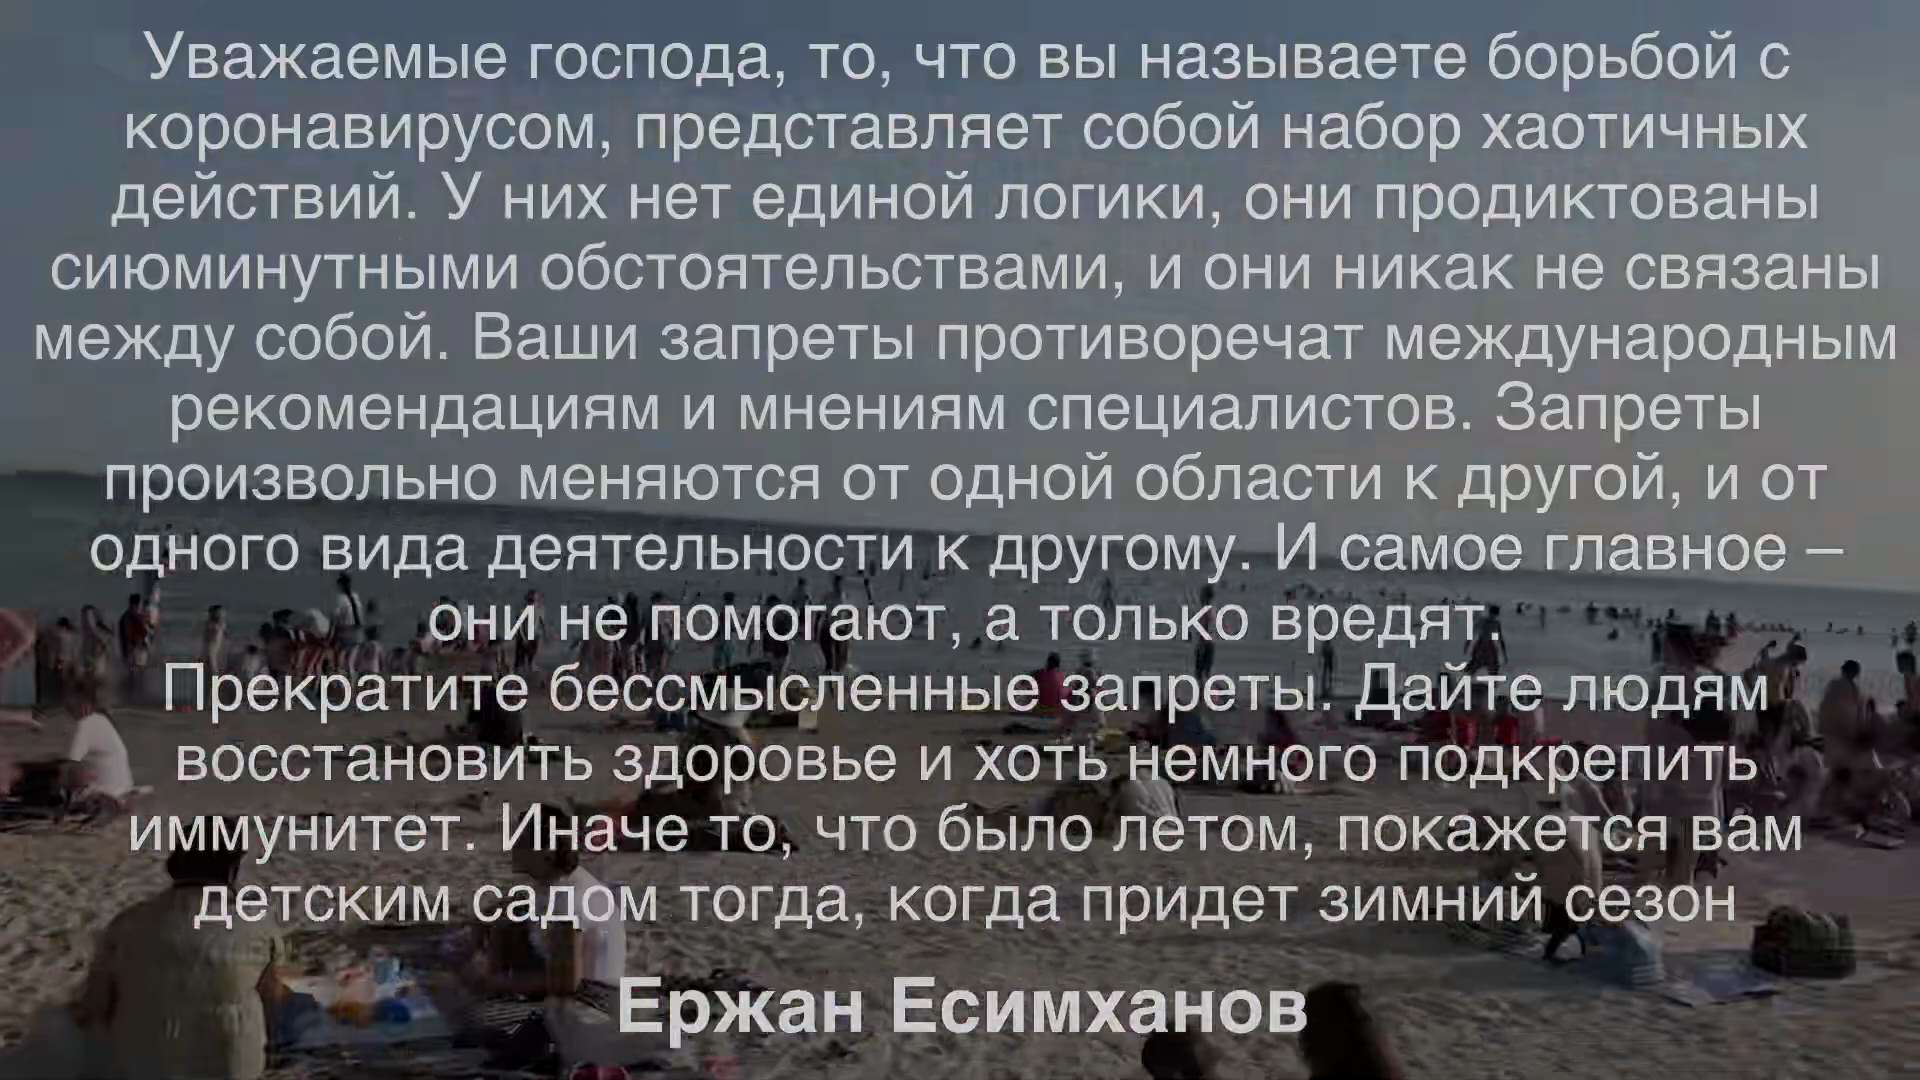 Уважаемые господа, то, что вы называете борьбой с
коронавирусом, представляет собой набор хаотичных
действий. У них нет единой логики, они продиктованы
сиюминутными обстоятельствами, и они никак не связаны
между собой. Ваши запреты противоречат международным
рекомендациям и мнениям специалистов. Запреты
произвольно меняются от одной области к другой, и от
одного вида деятельности к другому. И самое главное –
они не помогают, а только вредят.
Прекратите бессмысленные запреты. Дайте людям
восстановить здоровье и хоть немного подкрепить
иммунитет. Иначе то, что было летом, покажется вам
детским садом тогда, когда придет зимний сезон
Ержан Есимханов